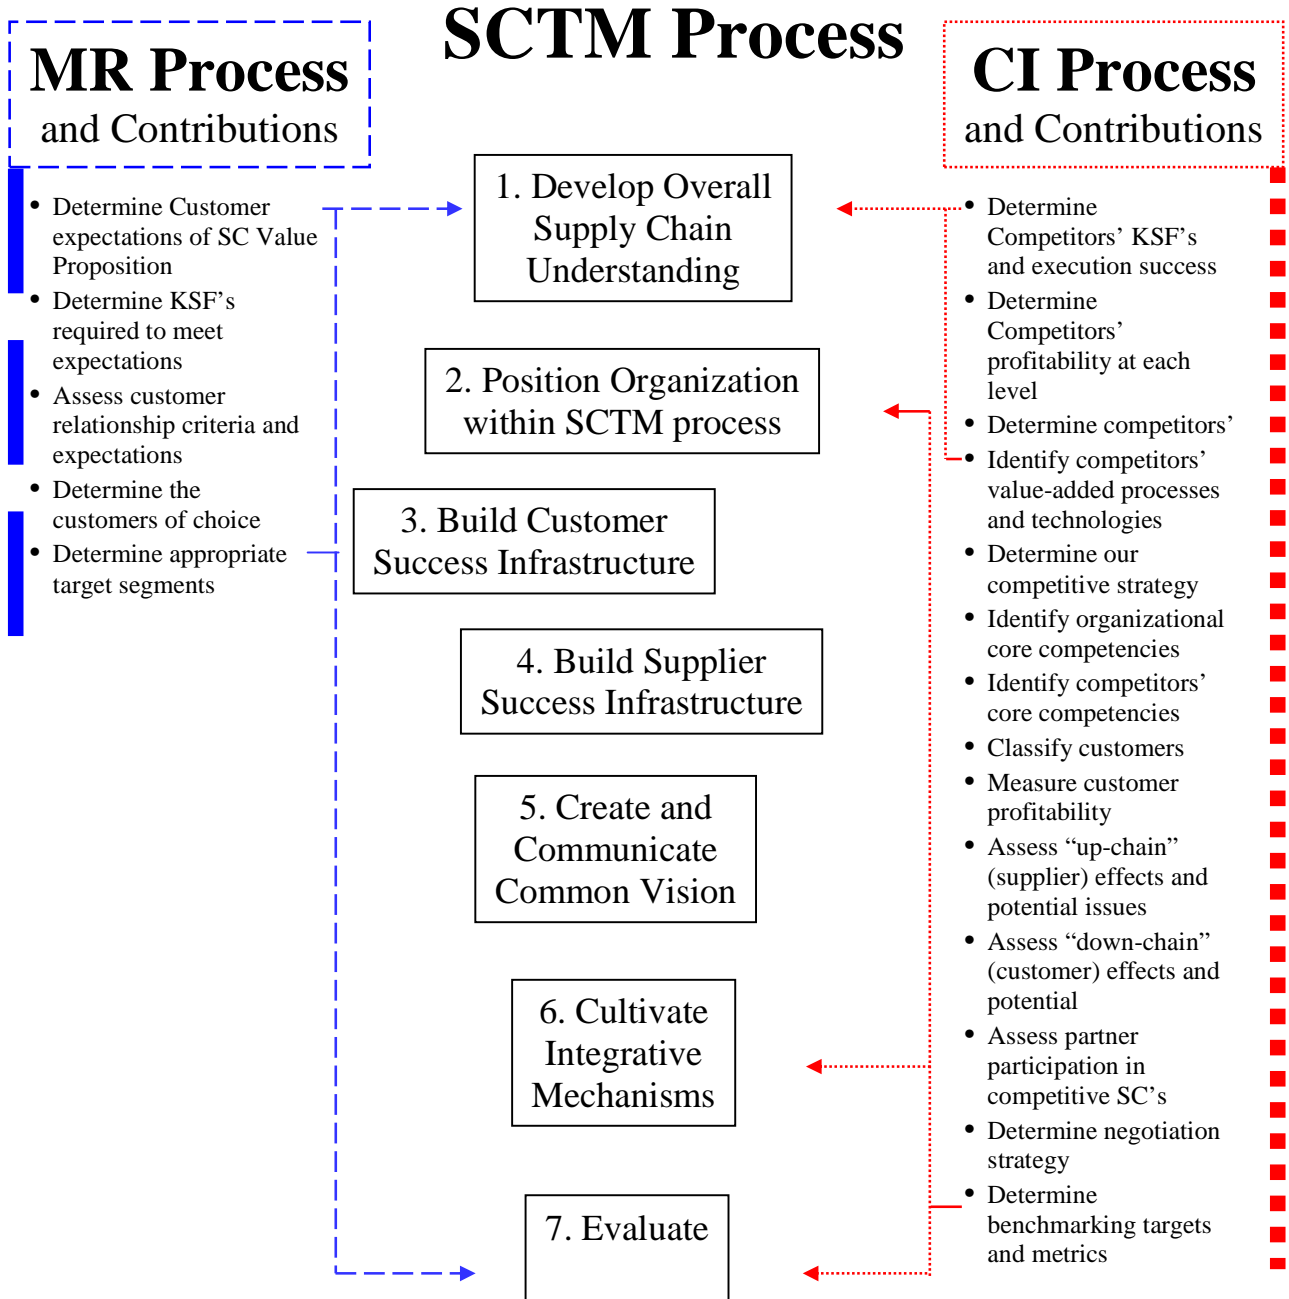 SCTM Process
MR Process
and Contributions
• Determine Customer
expectations of SC Value
Proposition
• Determine KSF's
required to meet
expectations
• Assess customer
relationship criteria and
expectations
• Determine the
customers of choice
• Determine appropriate
target segments
1. Develop Overall
Supply Chain
Understanding
2. Position Organization
within SCTM process
3. Build Customer
Success Infrastructure
4. Build Supplier
Success Infrastructure
5. Create and
Communicate
Common Vision
6. Cultivate
Integrative
Mechanisms
7. Evaluate
CI Process
and Contributions
• Determine
Competitors’ KSF's
and execution success
• Determine
Competitors’
profitability at each
level
• Determine competitors’
• Identify competitors’
value-added processes
and technologies
• Determine our
competitive strategy
• Identify organizational
core competencies
• Identify competitors’
core competencies
• Classify customers
• Measure customer
profitability
• Assess “up-chain”
(supplier) effects and
potential issues
• Assess “down-chain”
(customer) effects and
potential
• Assess partner
participation in
competitive SC's
• Determine negotiation
strategy
• Determine
benchmarking targets
and metrics